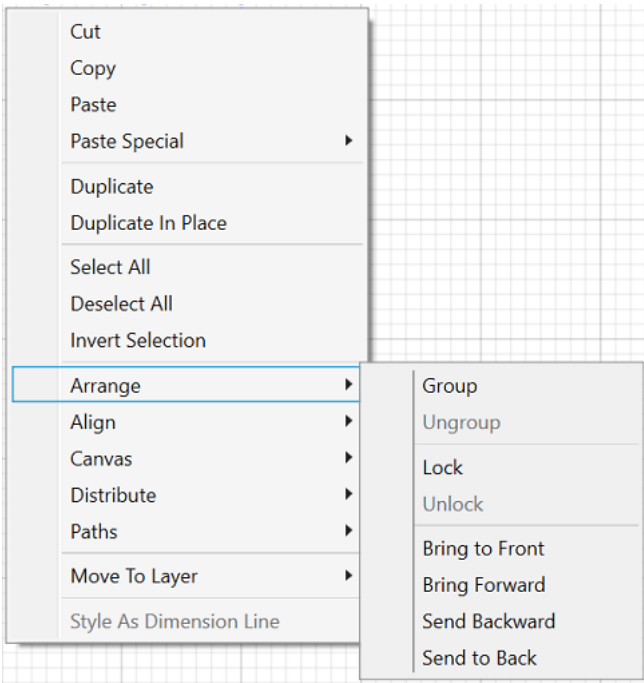 Cut
Copy
Paste
Paste Special
Duplicate
Duplicate In Place
Select All
Deselect All
Invert Selection
Arrange
Align
Canvas
Distribute
Paths
Move To Layer
Style As Dimension Line
Group
Ungroup
Lock
Unlock
Bring to Front
Bring Forward
Send Backward
Send to Back